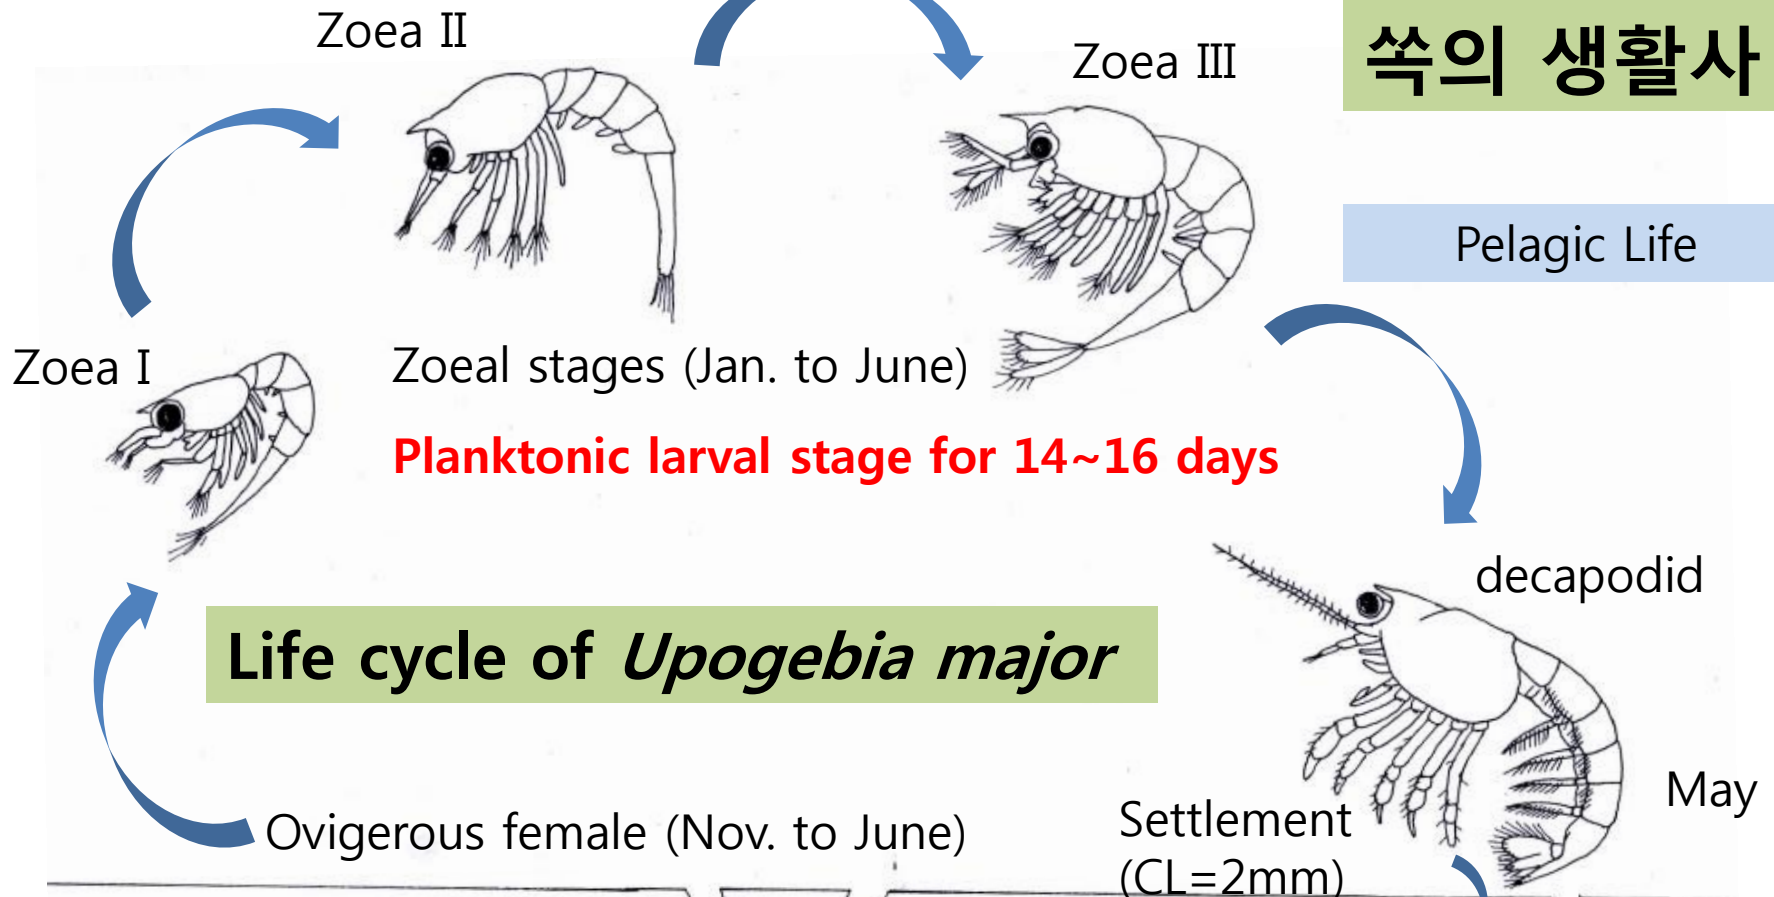 Zoea II
Zoea III
쏙의 생활사
Pelagic Life
Zoea I
Zoeal stages (Jan. to June)
Planktonic larval stage for 14~16 days
decapodid
Life cycle of Upogebia major
May
Ovigerous female (Nov. to June)
Settlement
(CL=2mm)